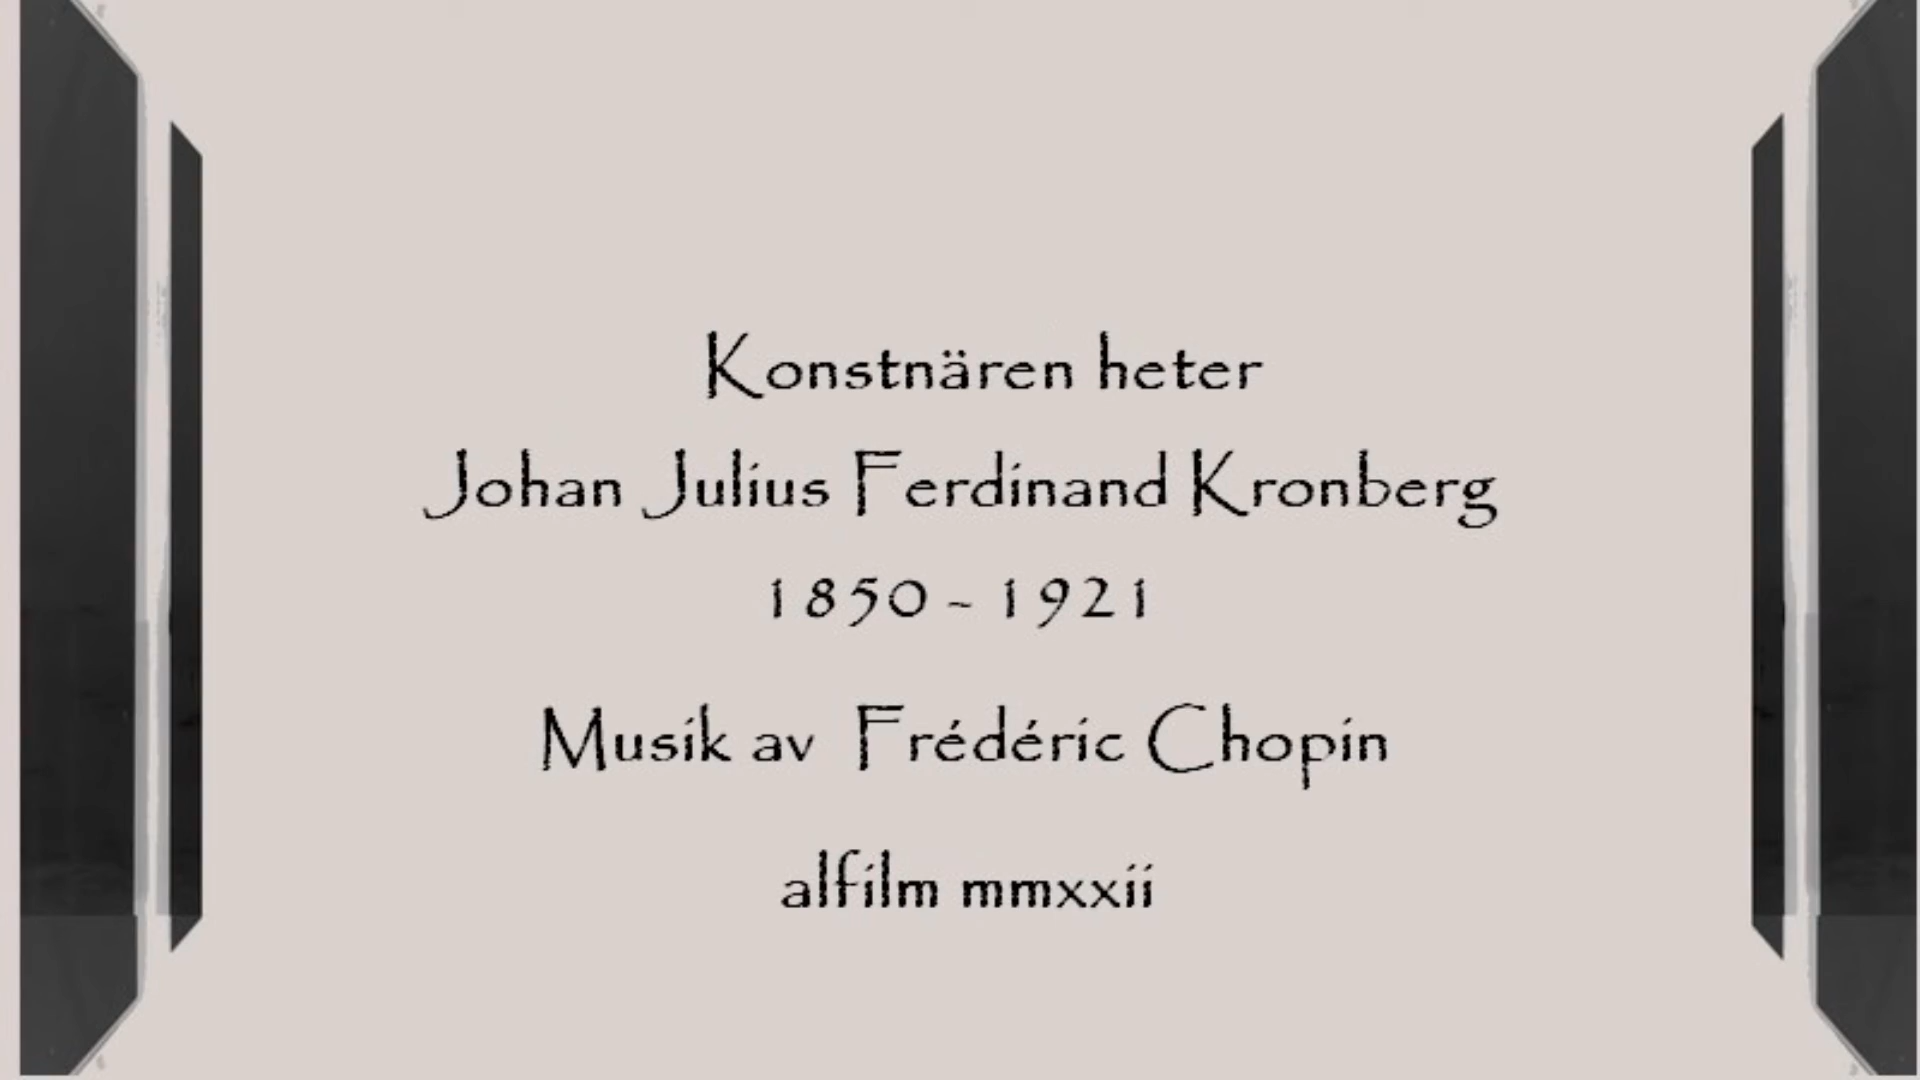 Konstnären heter
Johan Julius Ferdinand Kronberg
1850 - 1921
Musik av Frédéric Chopin
alfilm mmxxii